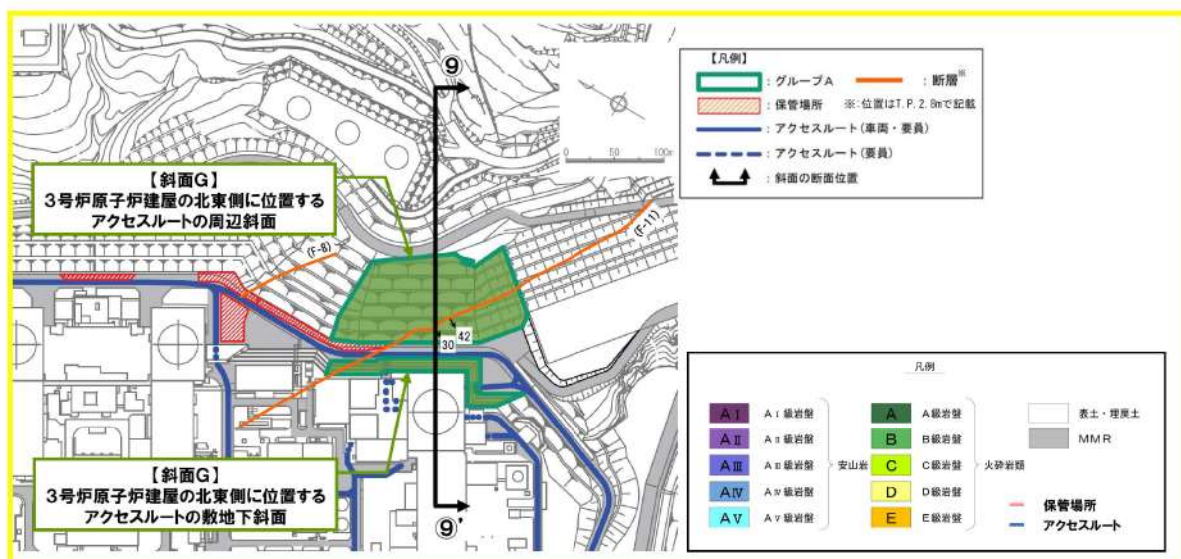 9
【凡例】
：グループA
：断層※
：保管場所
※：位置はT.P.2.8mで記載
：アクセスルート(車両・要員)
：アクセスルート(要員)
：斜面の断面位置
0 50 100m
【斜面G】
3号炉原子炉建屋の北東側に位置する
アクセスルートの周辺斜面
(F-8)
(F-11)
42
30
【斜面G】
3号炉原子炉建屋の北東側に位置する
アクセスルートの敷地下斜面
9'
凡例
AⅠ AⅠ級岩盤
AⅡ AⅡ級岩盤
AⅢ AⅢ級岩盤
AⅣ AⅣ級岩盤
AⅤ AⅤ級岩盤
安山岩
A A級岩盤
B B級岩盤
C C級岩盤
D D級岩盤
E E級岩盤
火砕岩類
表土・埋戻土
MMR
保管場所
アクセスルート